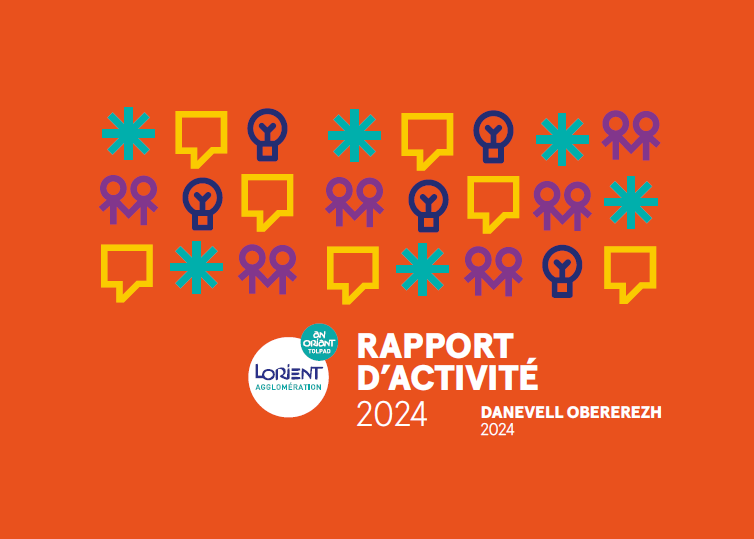 an
oriant
TOLPAD
LORIENT
AGGLOMÉRATION
RAPPORT
D'ACTIVITÉ
2024
DANEVELL OBEREREZH
2024